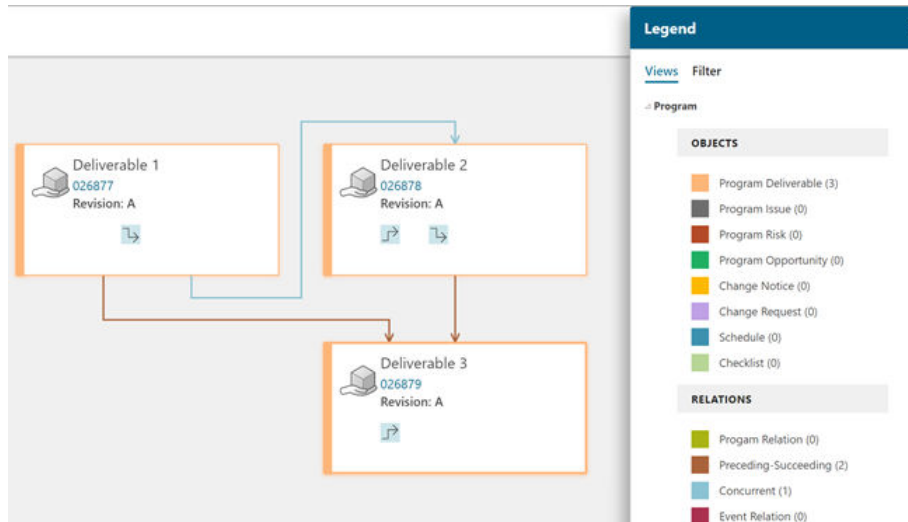 Legend
Views Filter
Program
OBJECTS
Program Deliverable (3)
Program Issue (0)
Program Risk (0)
Program Opportunity (0)
Change Notice (0)
Change Request (0)
Schedule (0)
Checklist (0)
RELATIONS
Progam Relation (0)
Preceding-Succeeding (2)
Concurrent (1)
Event Relation (0)
Deliverable 1
026877
Revision: A
Deliverable 2
026878
Revision: A
Deliverable 3
026879
Revision: A